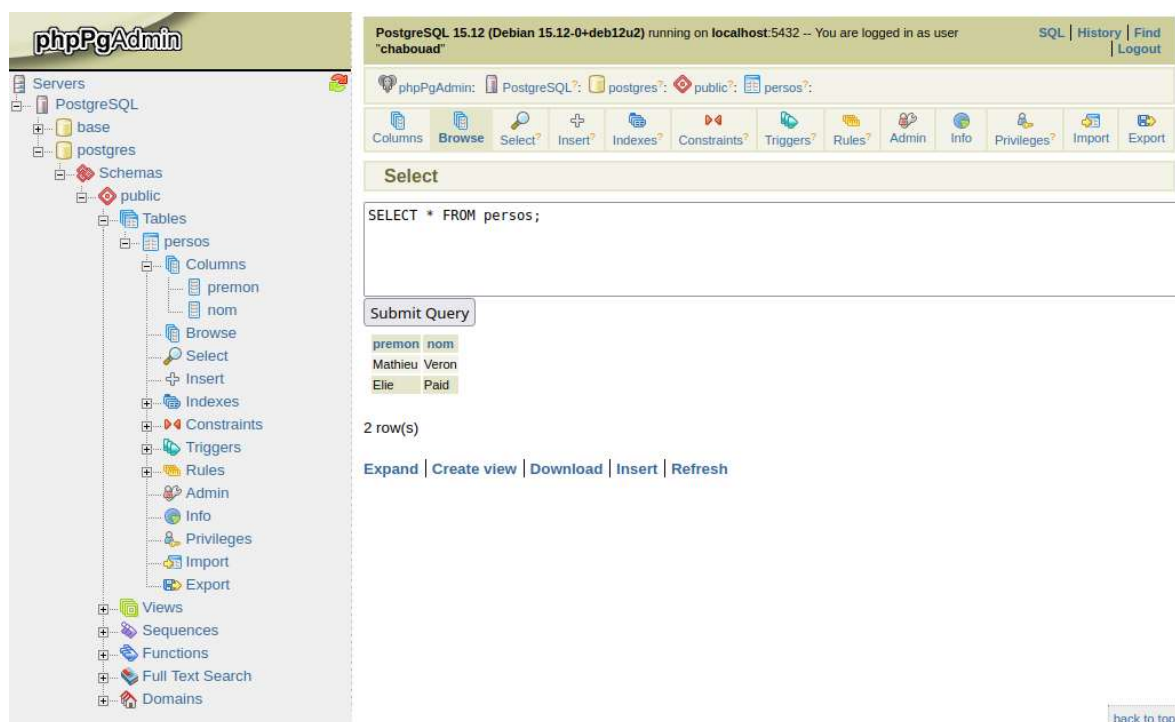 phpPgAdmin
Servers
PostgreSQL
base
postgres
Schemas
public
Tables
persos
Columns
premon
nom
Browse
Select
Insert
Indexes
Constraints
Triggers
Rules
Admin
Info
Privileges
Import
Export
Views
Sequences
Functions
Full Text Search
Domains
PostgreSQL 15.12 (Debian 15.12-0+deb12u2) running on localhost:5432 -- You are logged in as user
"chabouad"
SQL | History | Find
| Logout
phpPgAdmin: PostgreSQL?: postgres?: public?: persos?:
Columns Browse Select? Insert? Indexes? Constraints? Triggers? Rules? Admin Info Privileges? Import Export
Select
SELECT * FROM persos;
Submit Query
premon nom
Mathieu Veron
Elie Paid
2 row(s)
Expand | Create view | Download | Insert | Refresh
back to top